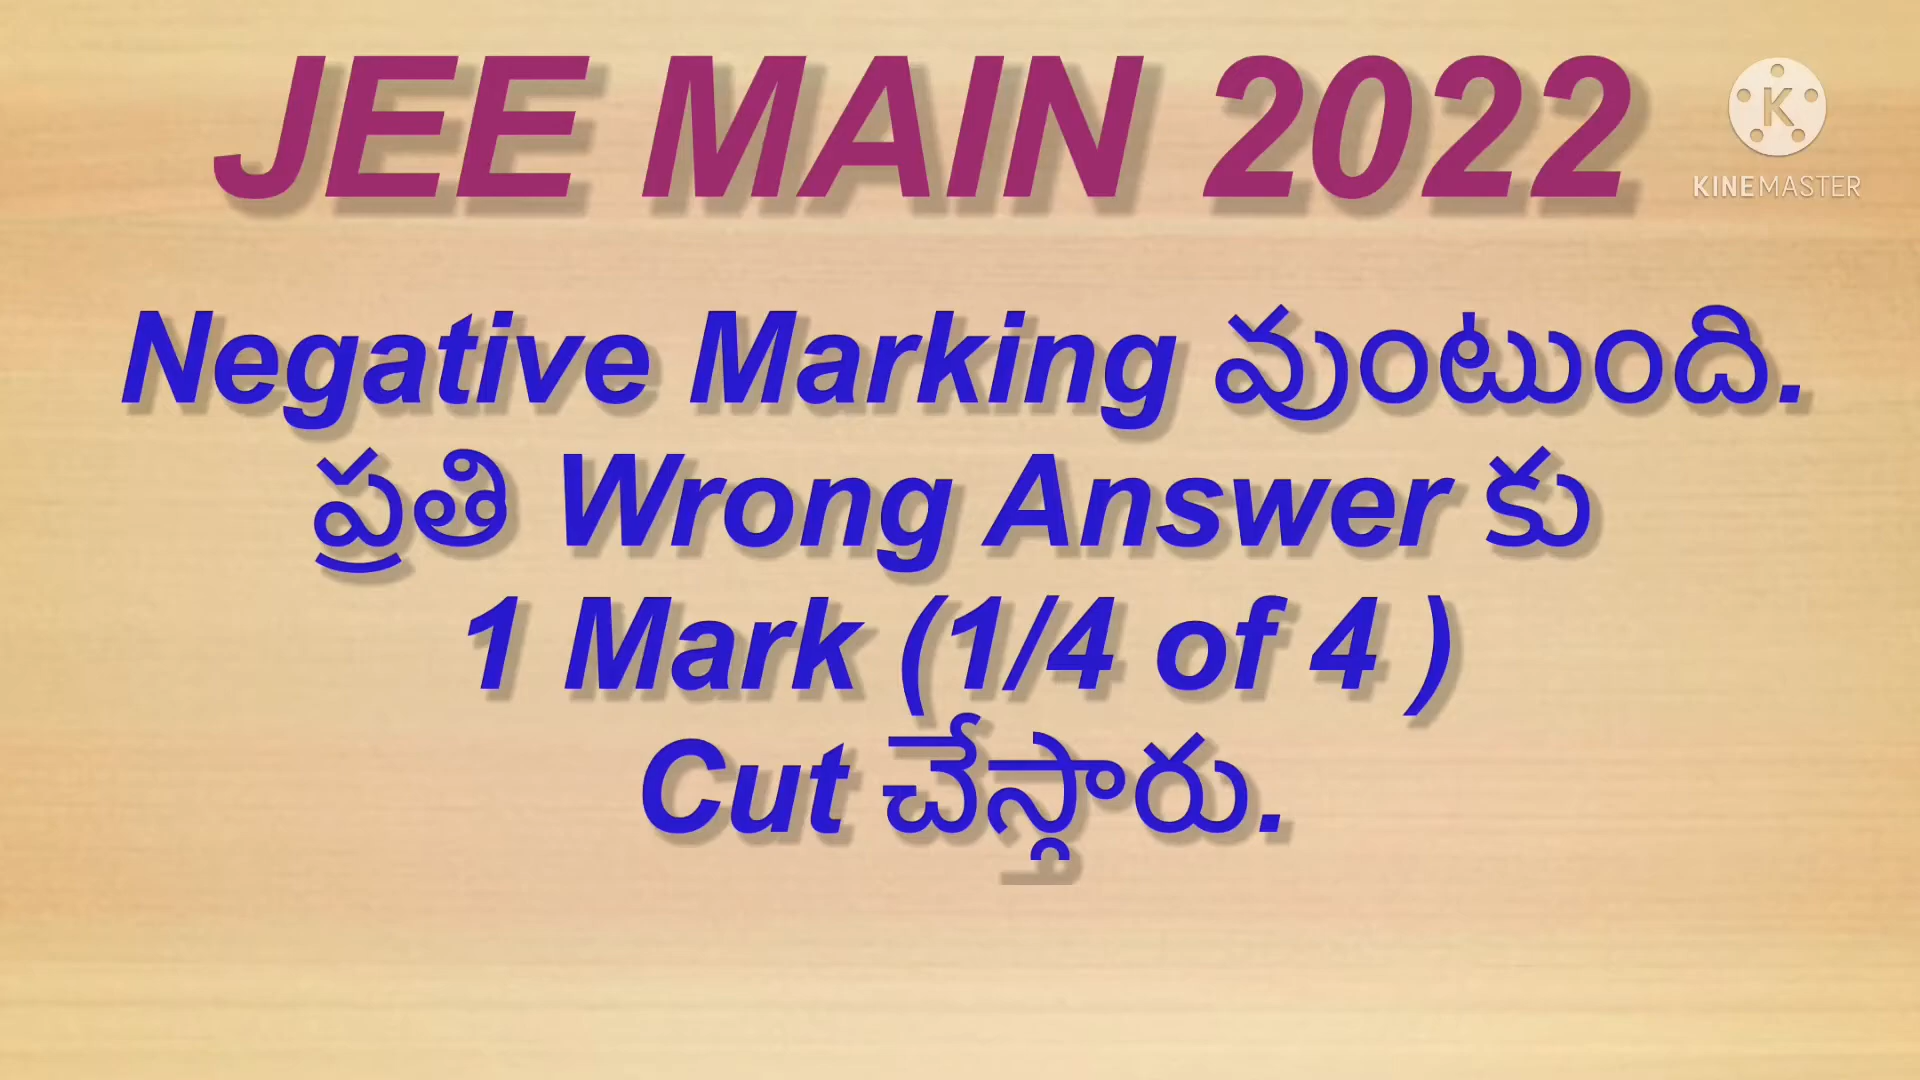 JEE MAIN 2022
K
KINEMASTER
Negative Marking వుంటుంది.
ప్రతి Wrong Answer కు
1 Mark (1/4 of 4 )
Cut చేస్తారు.